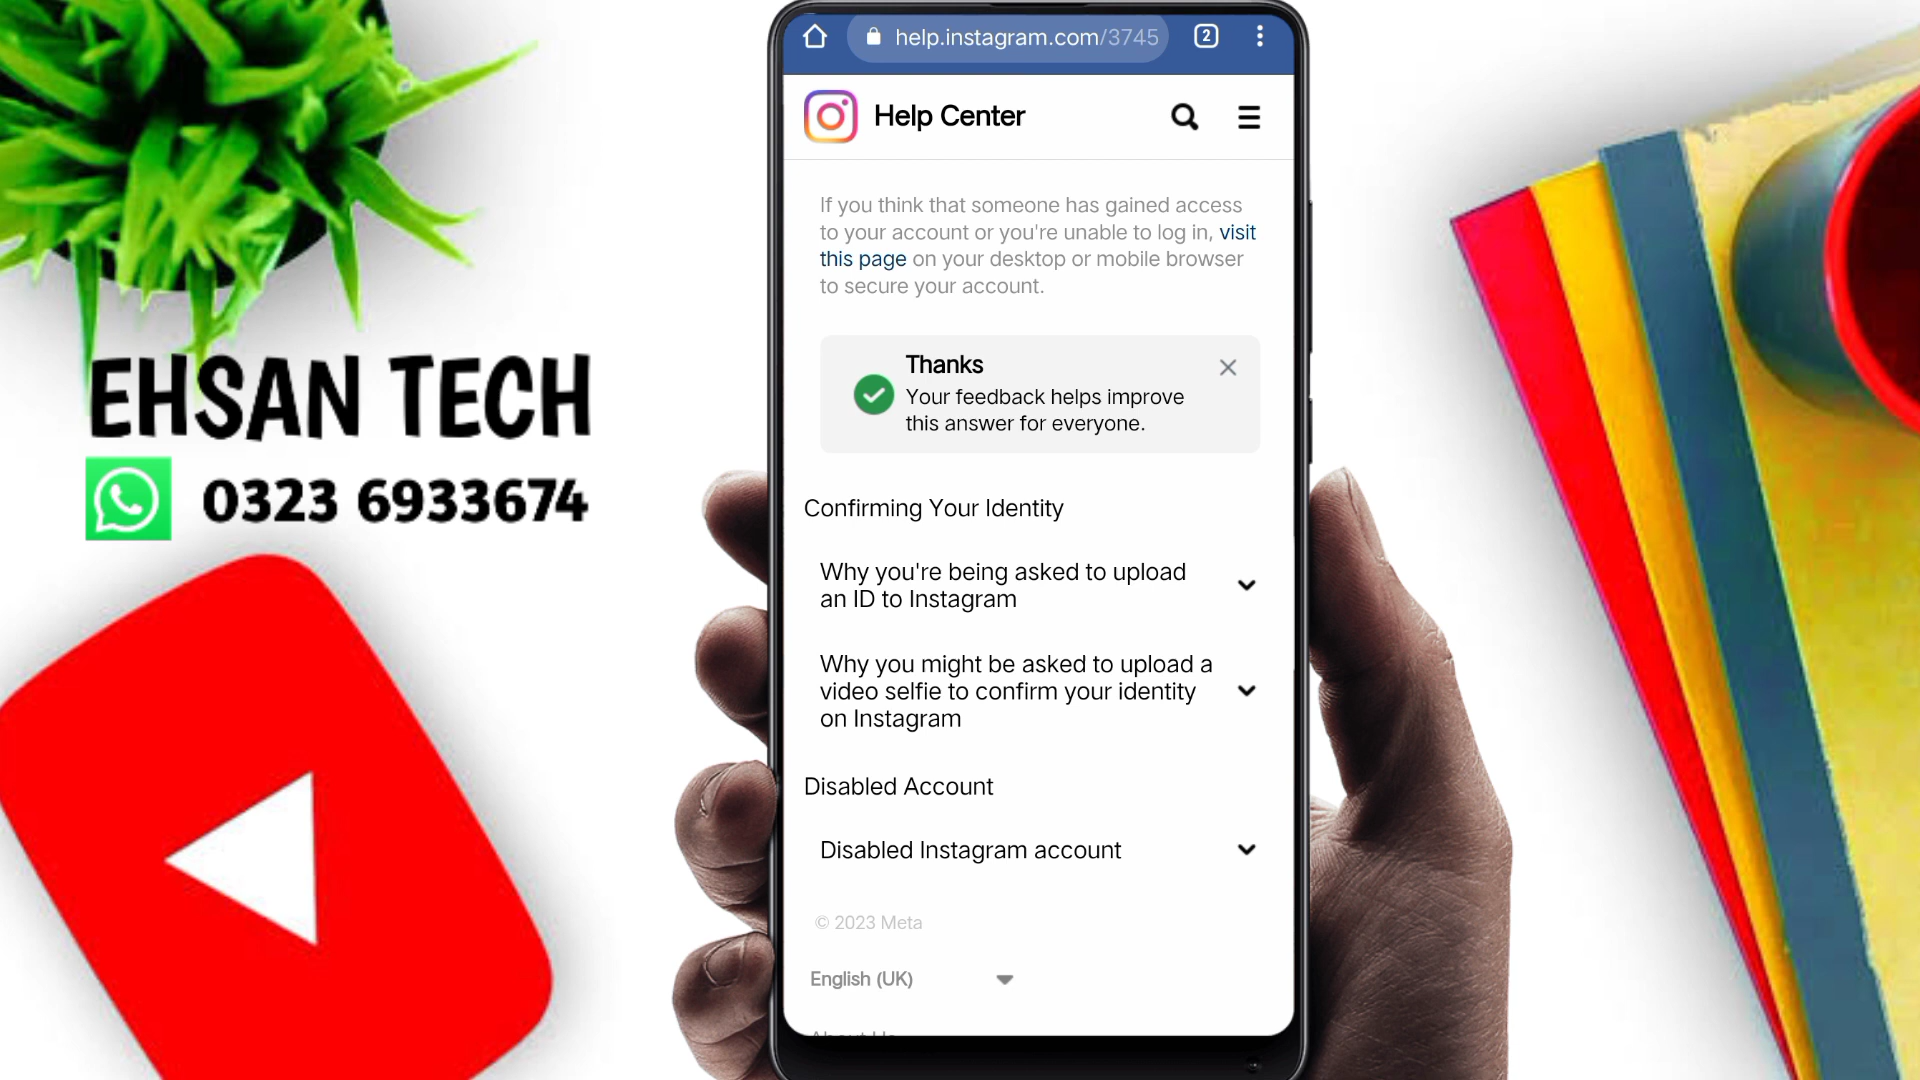 help.instagram.com/3745
2
Help Center
If you think that someone has gained access
to your account or you're unable to log in, visit
this page on your desktop or mobile browser
to secure your account.
Thanks
Your feedback helps improve
this answer for everyone.
Confirming Your Identity
Why you're being asked to upload
an ID to Instagram
Why you might be asked to upload a
video selfie to confirm your identity
on Instagram
Disabled Account
Disabled Instagram account
© 2023 Meta
English (UK)
About Us
EHSAN TECH
0323 6933674